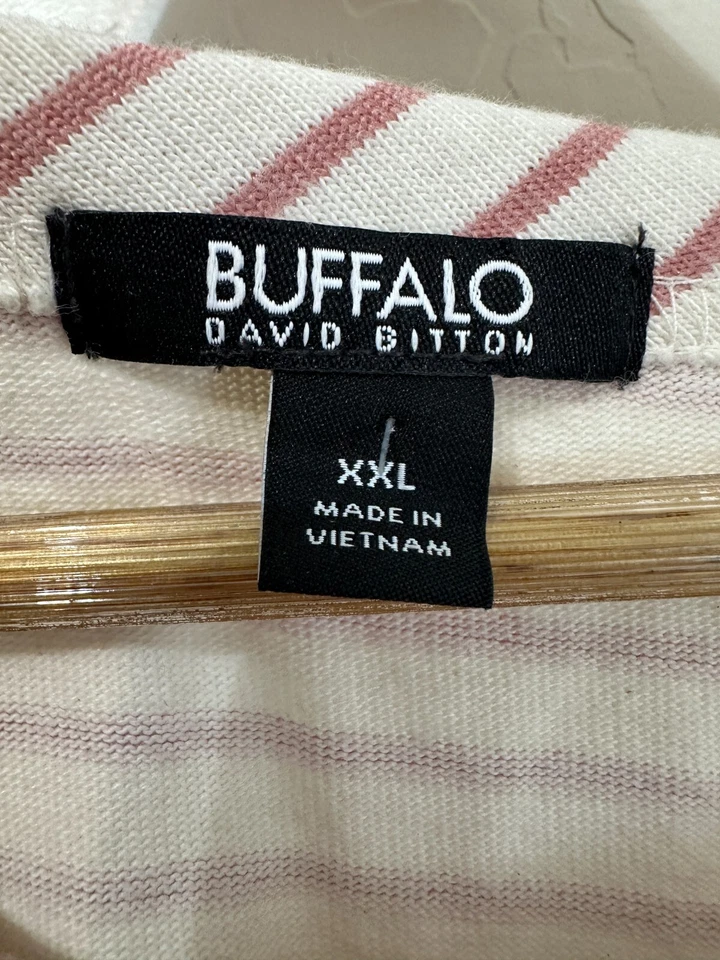 BUFFALO
DAVID BITTON
XXL
MADE IN
VIETNAM